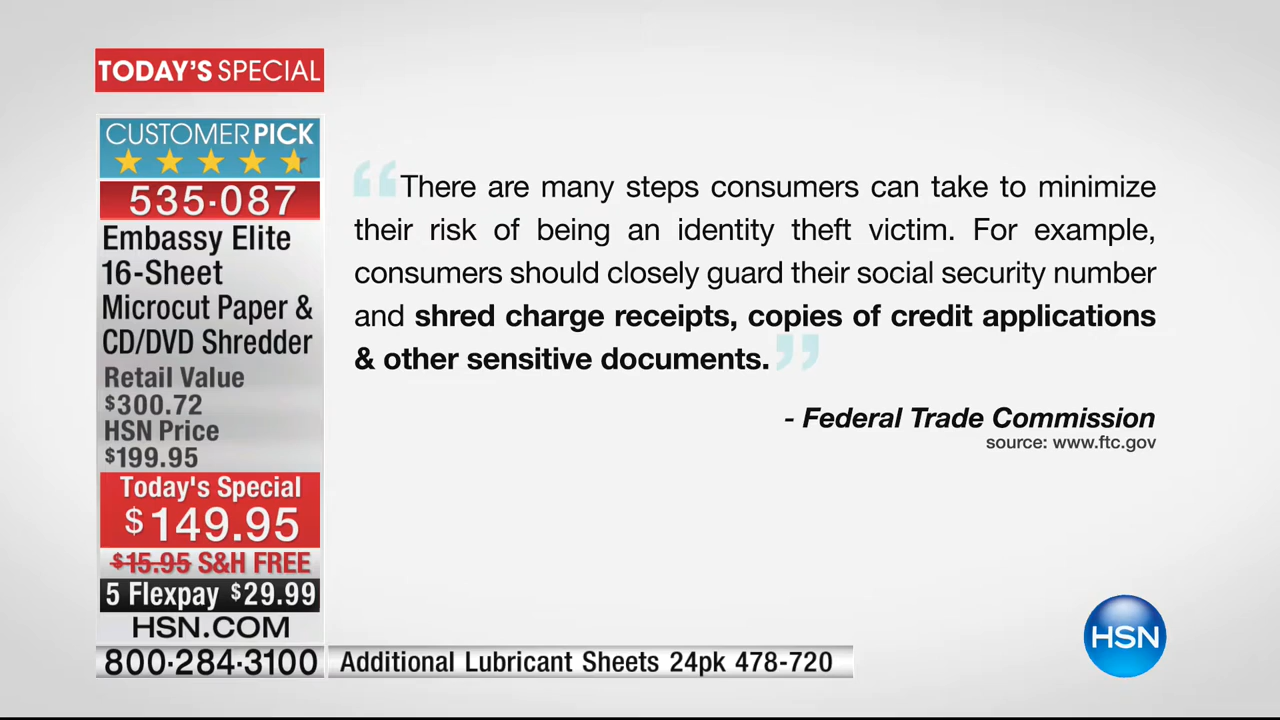 TODAY'S SPECIAL
CUSTOMER PICK
535-087
Embassy Elite
16-Sheet
Microcut Paper &
CD/DVD Shredder
Retail Value
$300.72
HSN Price
$199.95
Today's Special
$149.95
$15.95 S&H FREE
5 Flexpay $29.99
HSN.COM
800·284·3100
“There are many steps consumers can take to minimize
their risk of being an identity theft victim. For example,
consumers should closely guard their social security number
and shred charge receipts, copies of credit applications
& other sensitive documents.”
- Federal Trade Commission
source: www.ftc.gov
Additional Lubricant Sheets 24pk 478-720
HSN